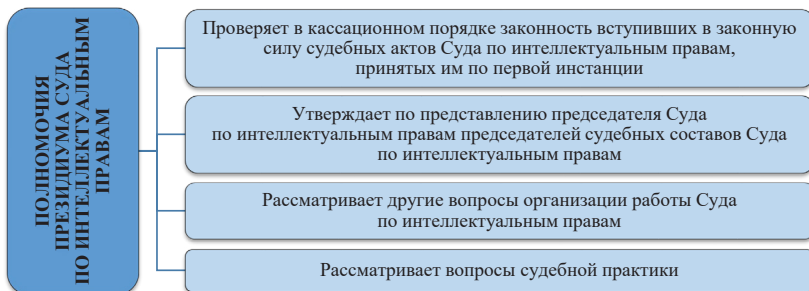 ПОЛНОМОЧИЯ
ПРЕЗИДИУМА СУДА
ПО ИНТЕЛЛЕКТУАЛЬНЫМ
ПРАВАМ
Проверяет в кассационном порядке законность вступивших в законную
силу судебных актов Суда по интеллектуальным правам,
принятых им по первой инстанции
Утверждает по представлению председателя Суда
по интеллектуальным правам председателей судебных составов Суда
по интеллектуальным правам
Рассматривает другие вопросы организации работы Суда
по интеллектуальным правам
Рассматривает вопросы судебной практики